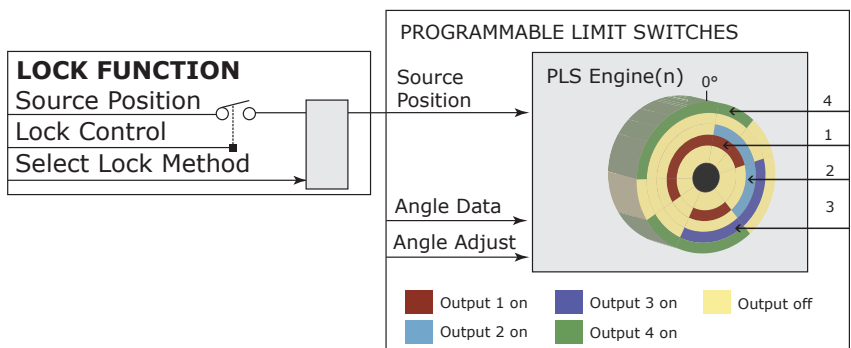 LOCK FUNCTION
Source Position
Lock Control
Select Lock Method
PROGRAMMABLE LIMIT SWITCHES
Source
Position
Angle Data
Angle Adjust
PLS Engine(n)
0°
4
1
2
3
Output 1 on
Output 3 on
Output off
Output 2 on
Output 4 on